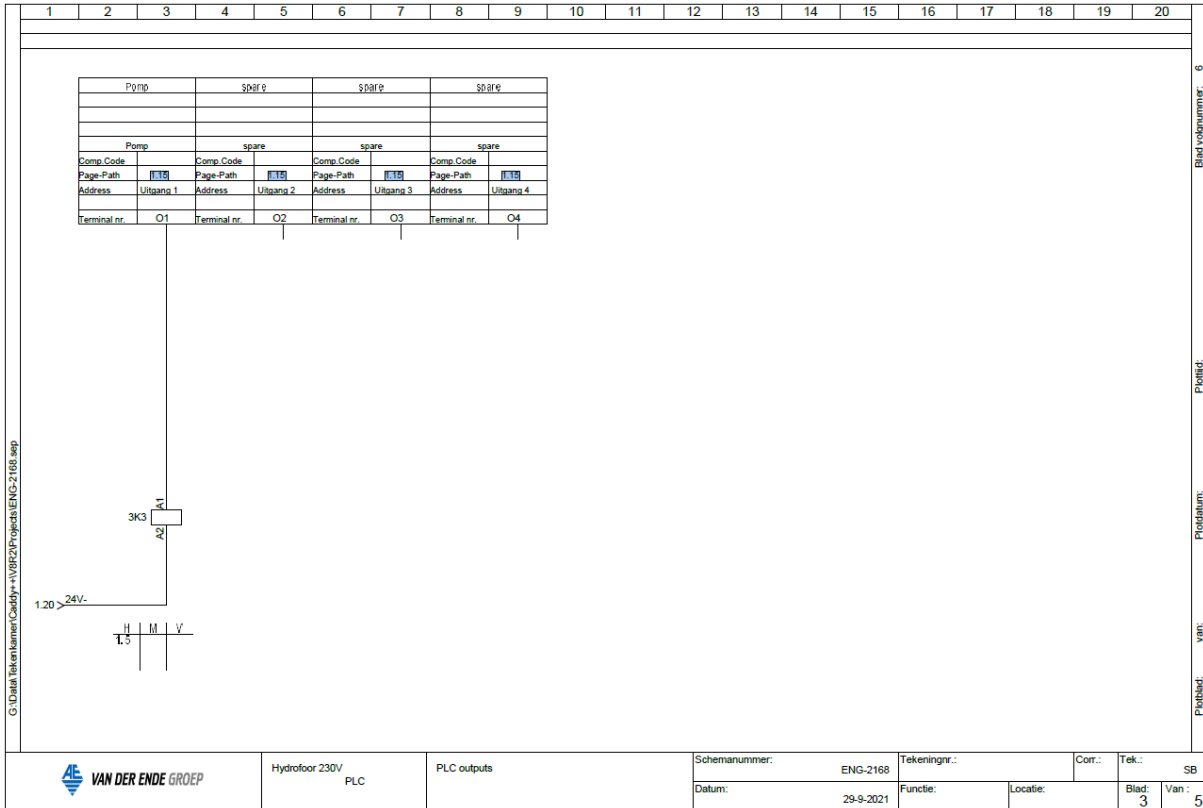 1 2 3 4 5 6 7 8 9 10 11 12 13 14 15 16 17 18 19 20
Pomp spare spare spare
Pomp spare spare spare
Comp.Code Comp.Code Comp.Code Comp.Code
Page-Path 1.15 Page-Path 1.15 Page-Path 1.15 Page-Path 1.15
Address Uitgang 1 Address Uitgang 2 Address Uitgang 3 Address Uitgang 4
Terminal nr. O1 Terminal nr. O2 Terminal nr. O3 Terminal nr. O4
A1
3K3
A2
1.20 24V-
H M V
1.5
G:\Data\Tekenkamer\Caddy++\V8R2\Projects\ENG-2168.sep
Blad volgnummer: 6
Plottijd:
Plotdatum:
van:
Plotblad:
AE VAN DER ENDE GROEP
Hydrofoor 230V
PLC
PLC outputs
Schemanummer: ENG-2168
Tekeningnr.:
Corr.:
Tek.: SB
Datum: 29-9-2021
Functie:
Locatie:
Blad: 3
Van : 5